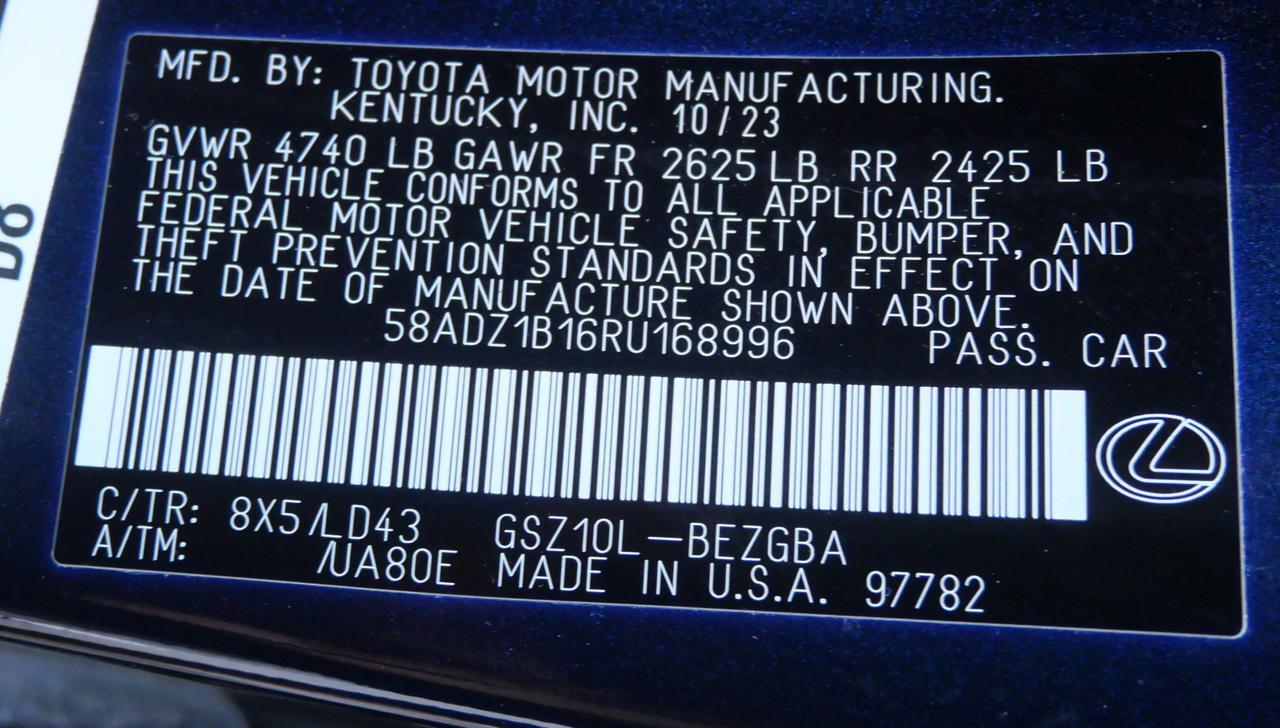 MFD. BY: TOYOTA MOTOR MANUFACTURING.
KENTUCKY, INC. 10/23
GVWR 4740 LB GAWR FR 2625 LB RR 2425 LB
THIS VEHICLE CONFORMS TO ALL APPLICABLE
FEDERAL MOTOR VEHICLE SAFETY, BUMPER, AND
THEFT PREVENTION STANDARDS IN EFFECT ON
THE DATE OF MANUFACTURE SHOWN ABOVE.
58ADZ1B16RU168996 PASS. CAR
C/TR: 8X5/LD43 GSZ10L-BEZGBA
A/TM: /UA80E MADE IN U.S.A. 97782